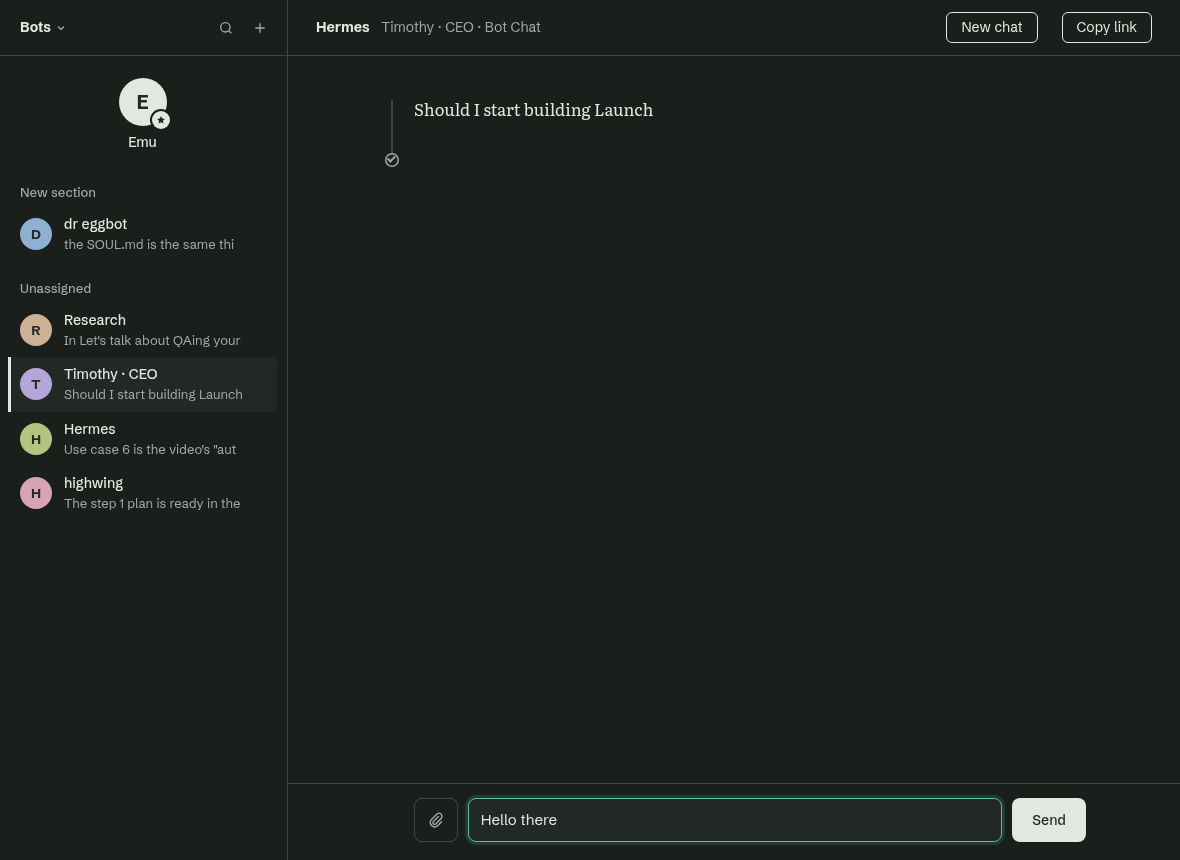 Bots
E
Emu
New section
D
dr eggbot
the SOUL.md is the same thi
Unassigned
R
Research
In Let's talk about QAing your
T
Timothy · CEO
Should I start building Launch
H
Hermes
Use case 6 is the video's "aut
H
highwing
The step 1 plan is ready in the
Hermes Timothy · CEO · Bot Chat
New chat
Copy link
Should I start building Launch
Hello there
Send